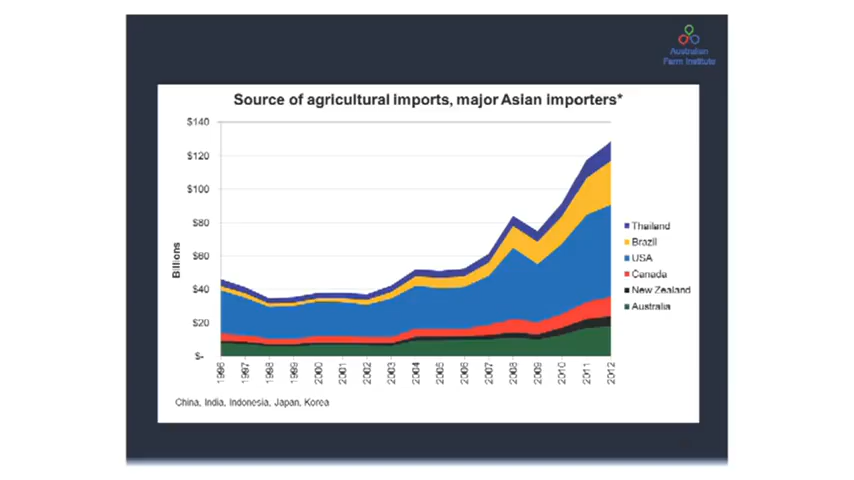 Australian
Farm Institute
Source of agricultural imports, major Asian importers*
$140
$120
$100
$80
$60
$40
$20
$-
Billions
1996
1997
1998
1999
2000
2001
2002
2003
2004
2005
2006
2007
2008
2009
2010
2011
2012
Thailand
Brazil
USA
Canada
New Zealand
Australia
China, India, Indonesia, Japan, Korea